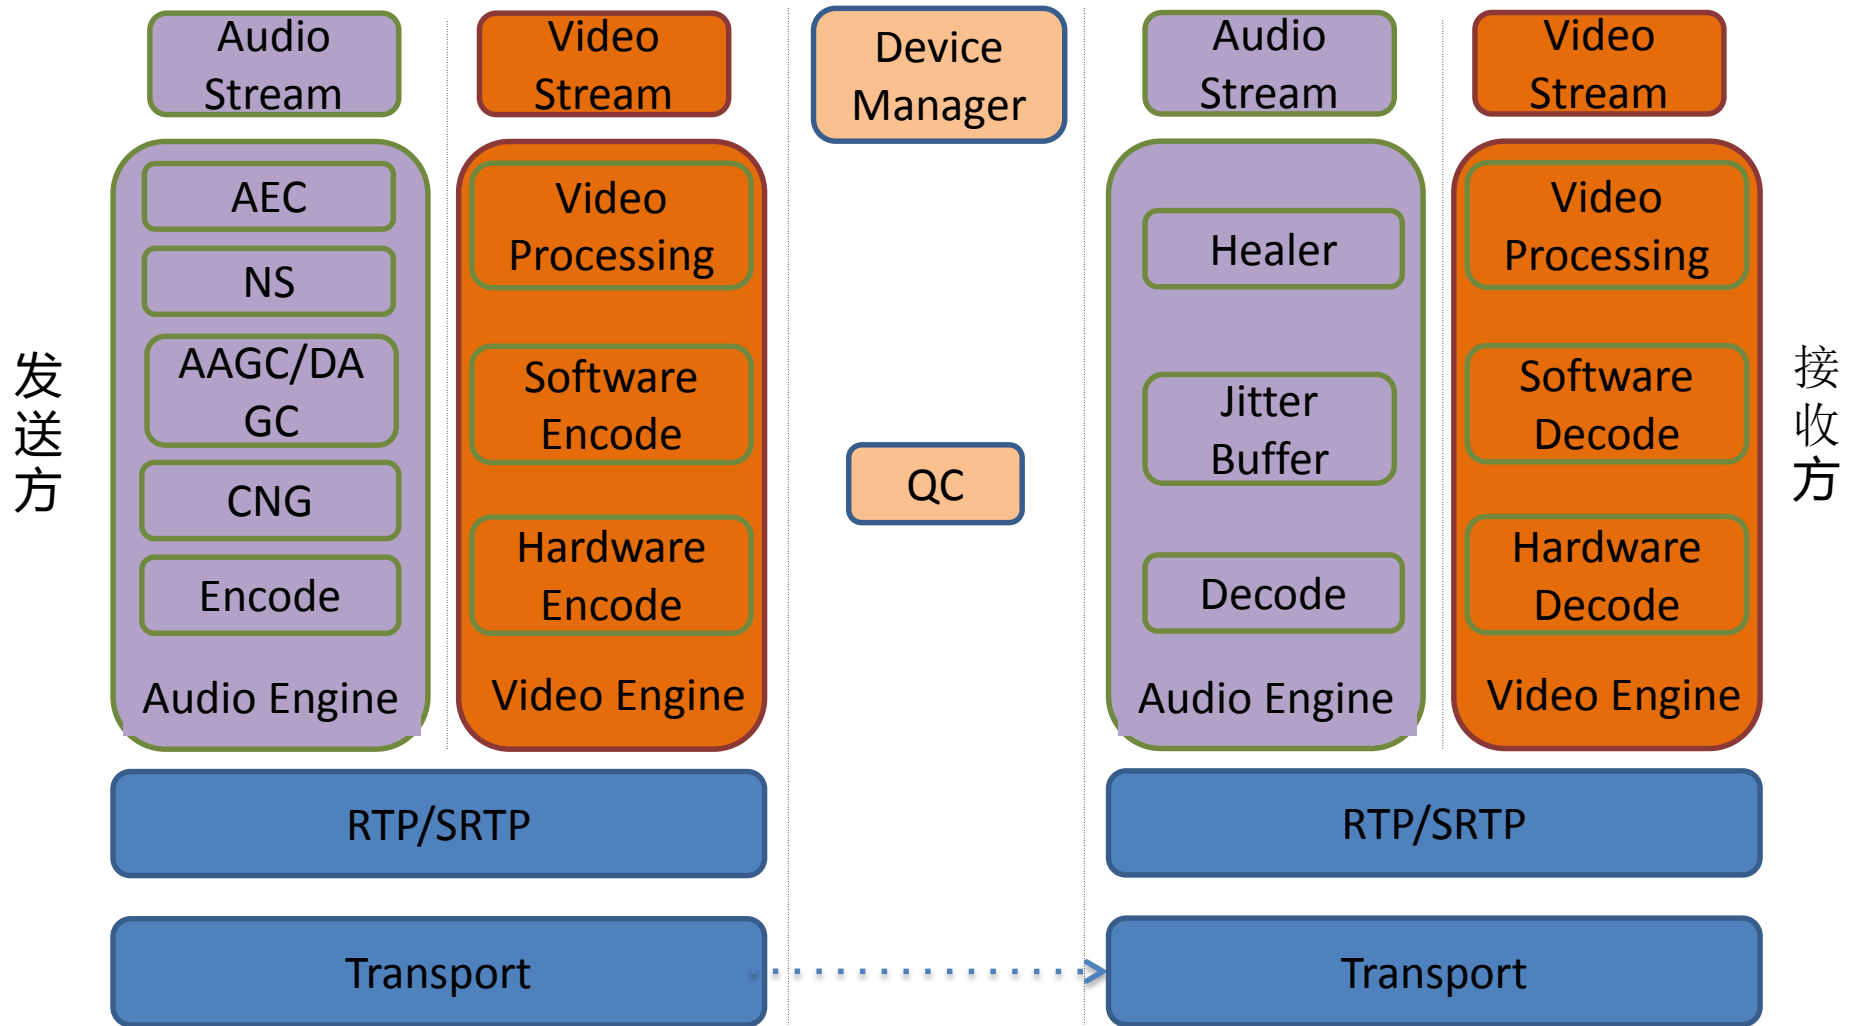 发
送
方
Audio
Stream
AEC
NS
AAGC/DA
GC
CNG
Encode
Audio Engine
Video
Stream
Video
Processing
Software
Encode
Hardware
Encode
Video Engine
RTP/SRTP
Transport
Device
Manager
QC
Audio
Stream
Healer
Jitter
Buffer
Decode
Audio Engine
Video
Stream
Video
Processing
Software
Decode
Hardware
Decode
Video Engine
RTP/SRTP
Transport
接
收
方